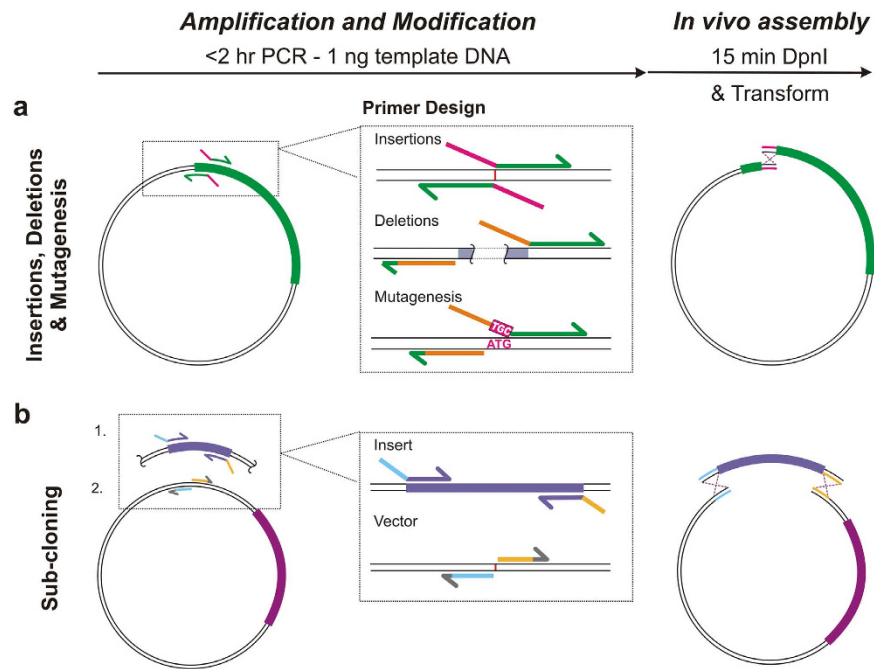 Amplification and Modification
In vivo assembly
<2 hr PCR - 1 ng template DNA
15 min DpnI
& Transform
a
Insertions, Deletions
& Mutagenesis
Primer Design
Insertions
Deletions
Mutagenesis
TGC
ATG
b
Sub-cloning
1.
2.
Insert
Vector